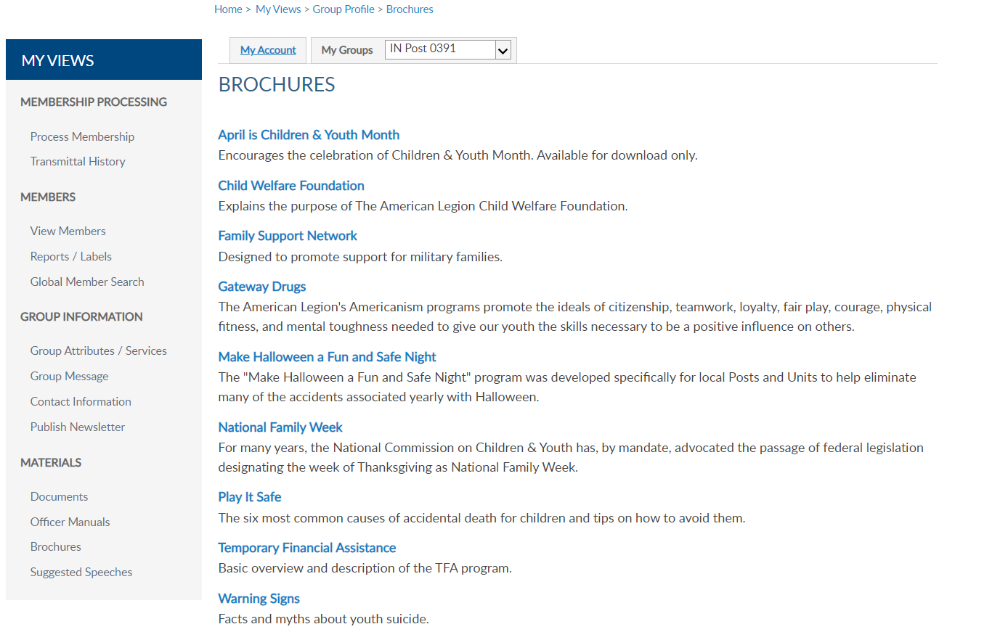 Home > My Views > Group Profile > Brochures
MY VIEWS
MEMBERSHIP PROCESSING
Process Membership
Transmittal History
MEMBERS
View Members
Reports / Labels
Global Member Search
GROUP INFORMATION
Group Attributes / Services
Group Message
Contact Information
Publish Newsletter
MATERIALS
Documents
Officer Manuals
Brochures
Suggested Speeches
My Account
My Groups
IN Post 0391
BROCHURES
April is Children & Youth Month
Encourages the celebration of Children & Youth Month. Available for download only.
Child Welfare Foundation
Explains the purpose of The American Legion Child Welfare Foundation.
Family Support Network
Designed to promote support for military families.
Gateway Drugs
The American Legion's Americanism programs promote the ideals of citizenship, teamwork, loyalty, fair play, courage, physical
fitness, and mental toughness needed to give our youth the skills necessary to be a positive influence on others.
Make Halloween a Fun and Safe Night
The "Make Halloween a Fun and Safe Night" program was developed specifically for local Posts and Units to help eliminate
many of the accidents associated yearly with Halloween.
National Family Week
For many years, the National Commission on Children & Youth has, by mandate, advocated the passage of federal legislation
designating the week of Thanksgiving as National Family Week.
Play It Safe
The six most common causes of accidental death for children and tips on how to avoid them.
Temporary Financial Assistance
Basic overview and description of the TFA program.
Warning Signs
Facts and myths about youth suicide.